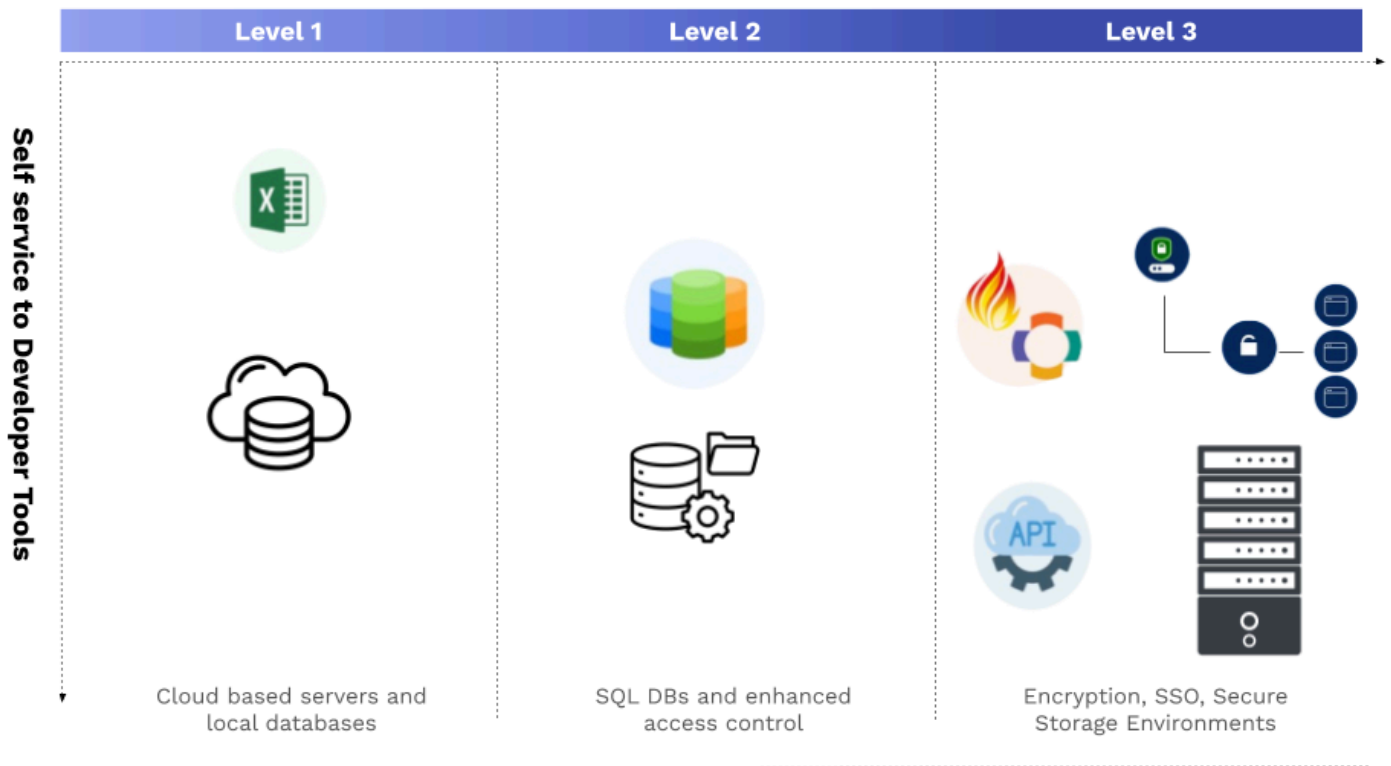 Level 1
Level 2
Level 3
Self service to Developer Tools
X
API
Cloud based servers and
local databases
SQL DBs and enhanced
access control
Encryption, SSO, Secure
Storage Environments